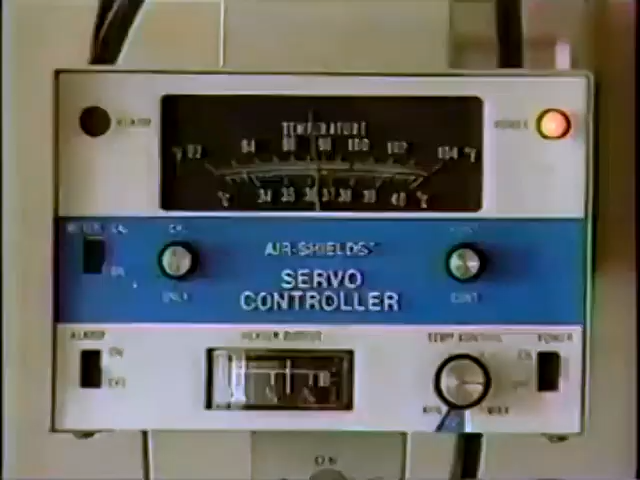 ALARM
TEMPERATURE
POWER
°F 92 94 96 98 100 102 104 °F
°C 34 35 36 37 38 39 40 °C
AIR-SHIELDS
SERVO
CONTROLLER
ALARM
HEATER OUTPUT
TEMP CONTROL
POWER
ON
OFF
ON
MIN
MAX
ON